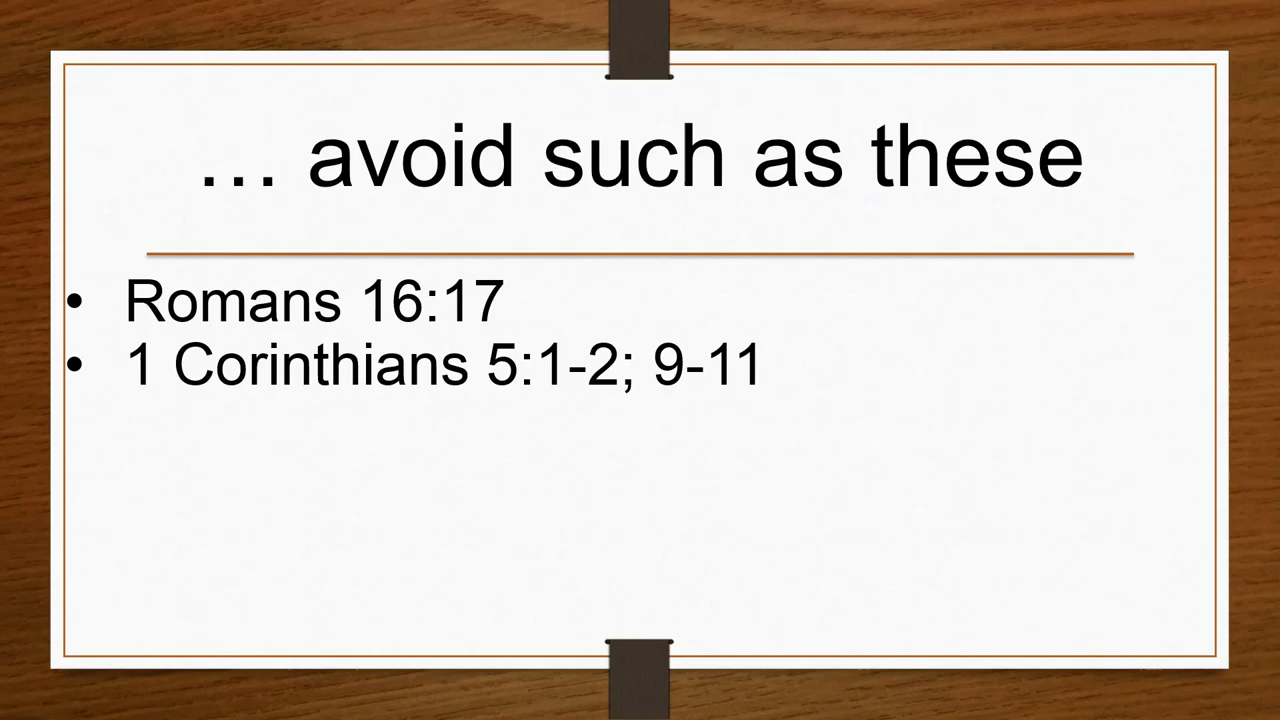 … avoid such as these
• Romans 16:17
• 1 Corinthians 5:1-2; 9-11